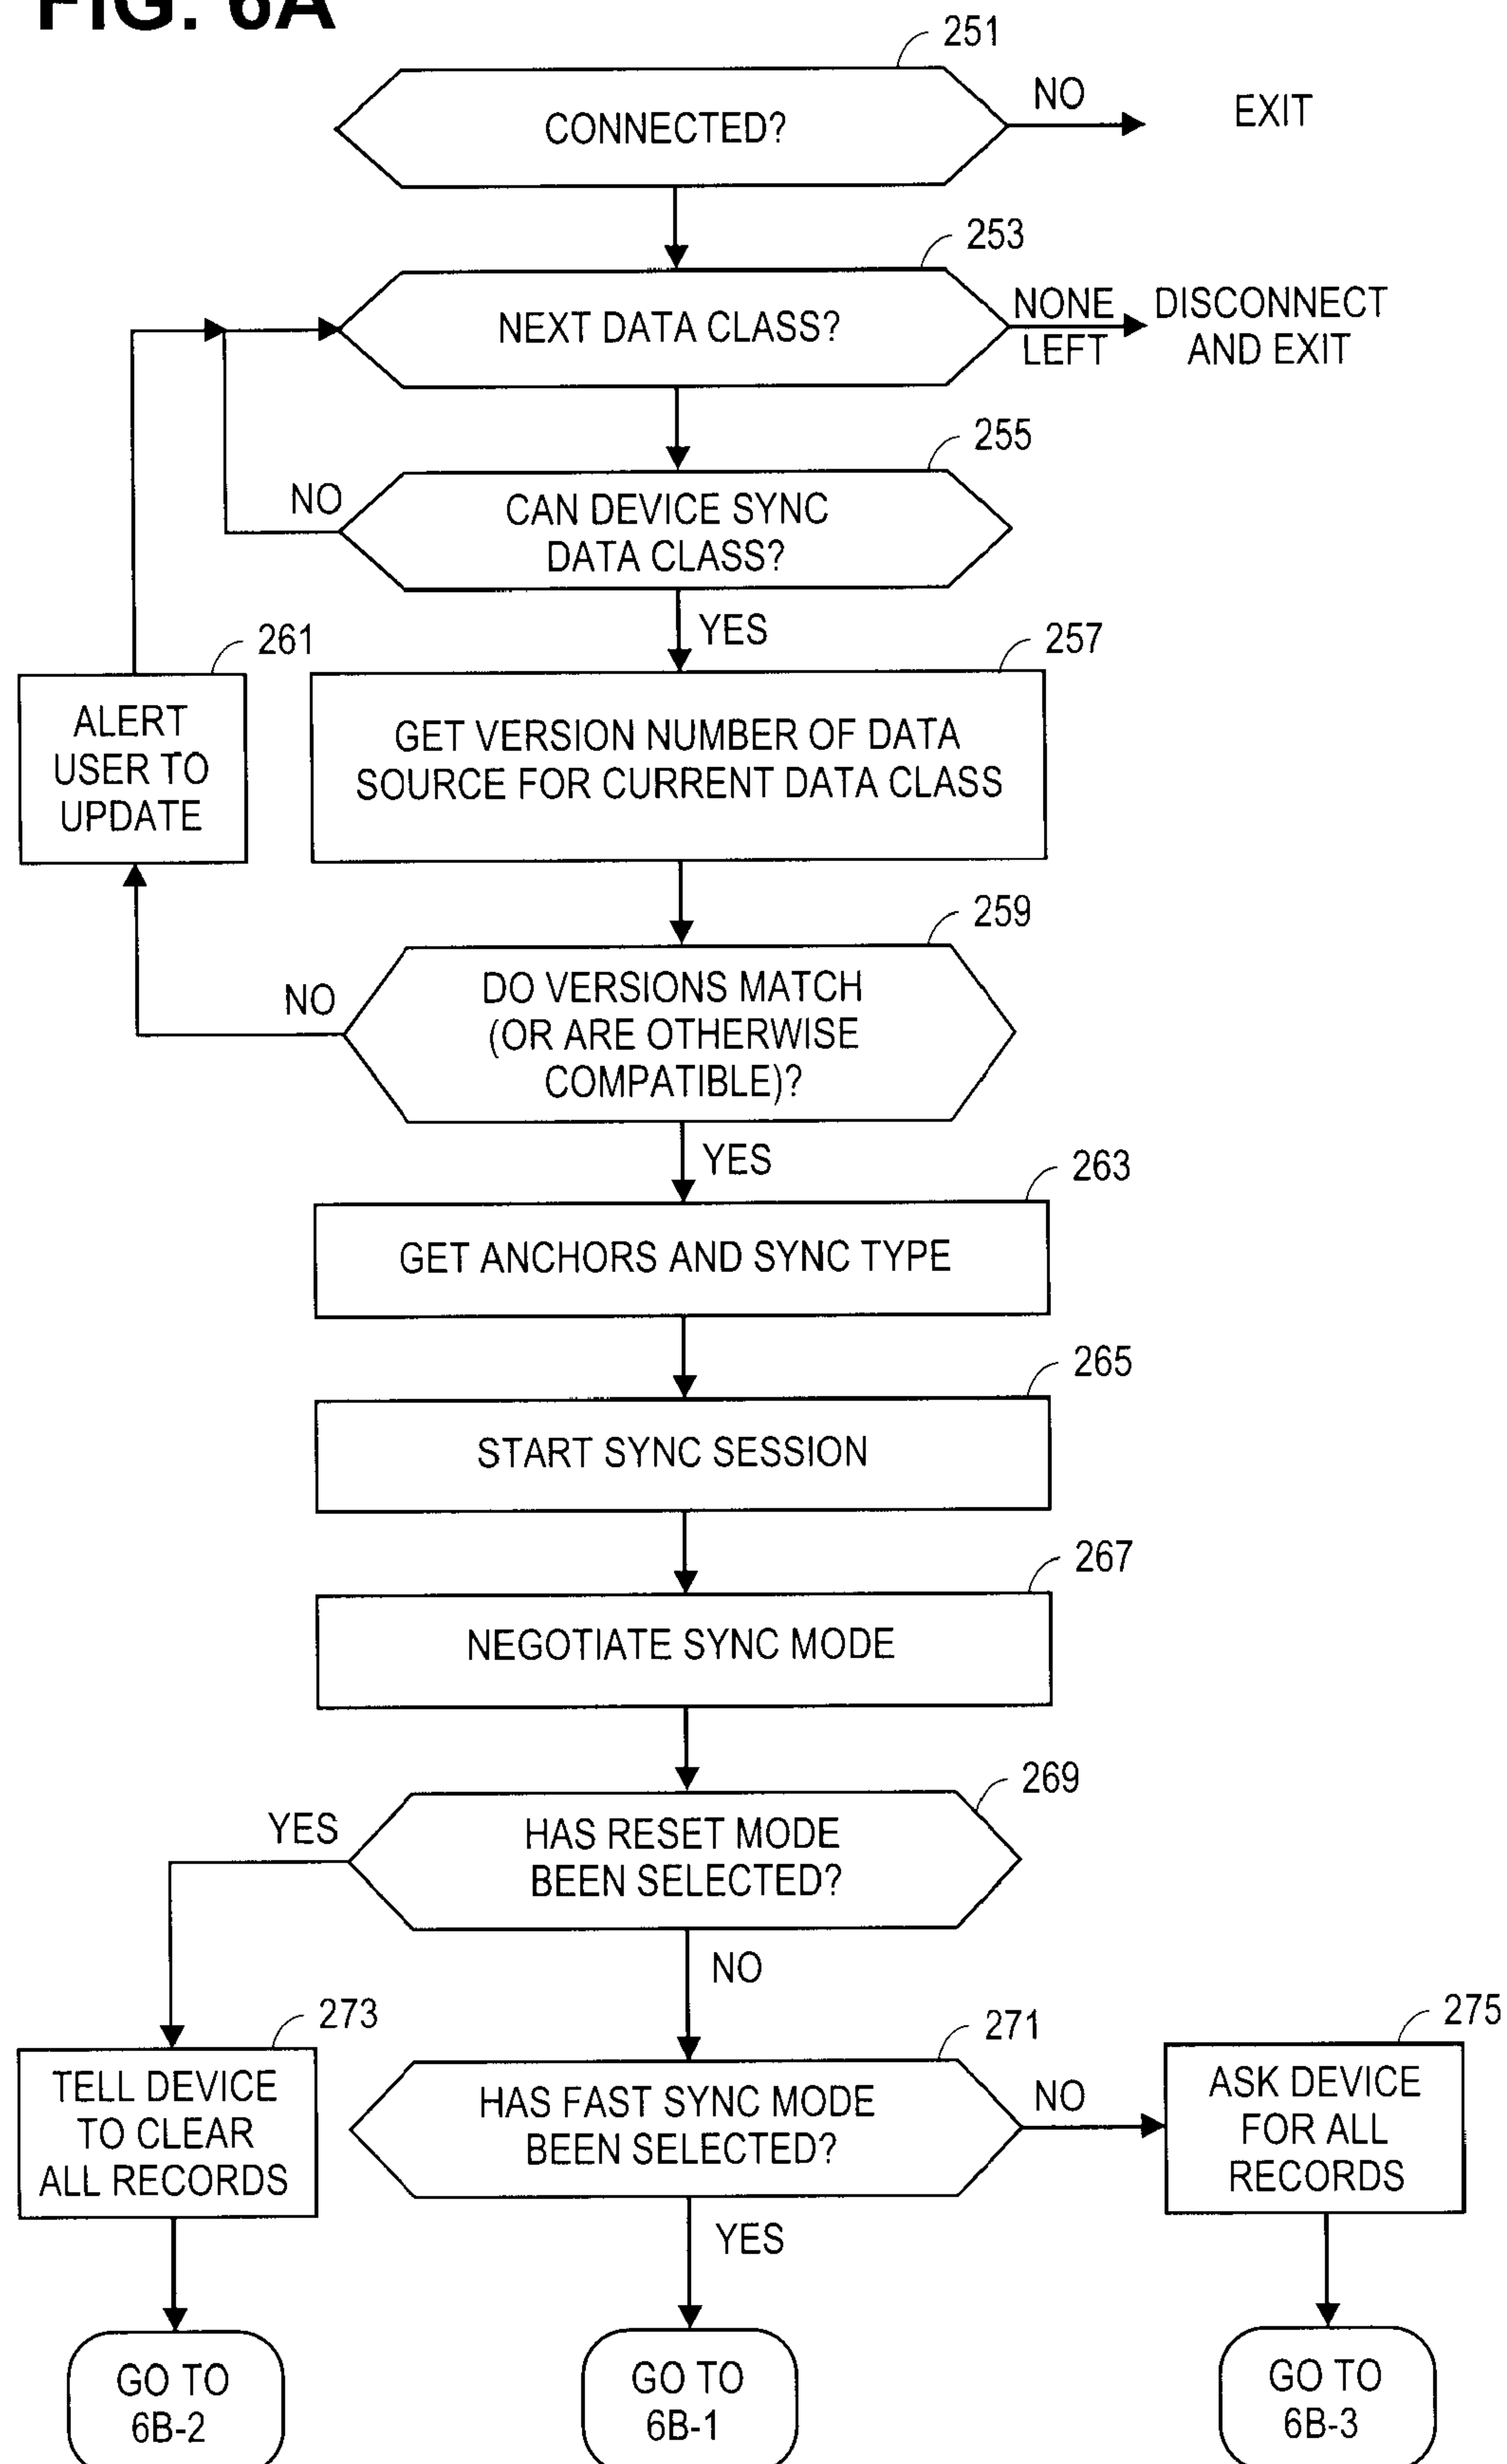 FIG. 6A
251
CONNECTED?
NO
EXIT
253
NEXT DATA CLASS?
NONE
LEFT
DISCONNECT
AND EXIT
255
NO
CAN DEVICE SYNC
DATA CLASS?
YES
261
257
ALERT
USER TO
UPDATE
GET VERSION NUMBER OF DATA
SOURCE FOR CURRENT DATA CLASS
259
NO
DO VERSIONS MATCH
(OR ARE OTHERWISE
COMPATIBLE)?
YES
263
GET ANCHORS AND SYNC TYPE
265
START SYNC SESSION
267
NEGOTIATE SYNC MODE
269
YES
HAS RESET MODE
BEEN SELECTED?
NO
273
271
275
TELL DEVICE
TO CLEAR
ALL RECORDS
HAS FAST SYNC MODE
BEEN SELECTED?
NO
ASK DEVICE
FOR ALL
RECORDS
YES
GO TO
6B-2
GO TO
6B-1
GO TO
6B-3